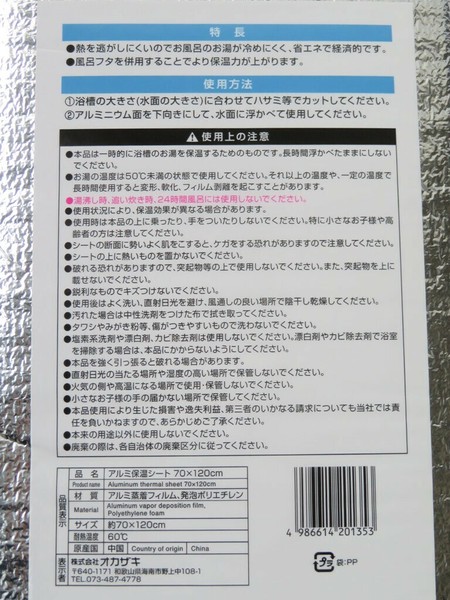 特長
●熱を逃がしにくいのでお風呂のお湯が冷めにくく、省エネで経済的です。
●風呂フタを併用することでより保温力が上がります。
使用方法
①浴槽の大きさ(水面の大きさ)に合わせてハサミ等でカットしてください。
②アルミニウム面を下向きにして、水面に浮かべて使用してください。
⚠使用上の注意
●本品は一時的に浴槽のお湯を保温するためのものです。長時間浮かべたままにしない
でください。
●お湯の温度は50℃未満の状態で使用してください。それ以上の温度や、一定の温度で
長時間使用すると変形、軟化、フィルム剥離を起こすことがあります。
●湯沸し時、追い炊き時、24時間風呂には使用しないでください。
●使用状況により、保温効果が異なる場合があります。
●使用時は本品の上に乗ったり、手をついたりしないでください。特に小さなお子様や高
齢者の方は注意してください。
●シートの断面に勢いよく肌をこすると、ケガをする恐れがありますので注意してください。
●シートの上に熱いものを置かないでください。
●破れる恐れがありますので、突起物等の上で使用しないでください。また、突起物を上に
載せないでください。
●鋭利なものでキズつけないでください。
●使用後はよく洗い、直射日光を避け、風通しの良い場所で陰干し乾燥してください。
●汚れた場合は中性洗剤をつけた布で拭き取ってください。
●タワシやみがき粉等、傷がつきやすいもので洗わないでください。
●塩素系洗剤や漂白剤、カビ除去剤は使用しないでください。漂白剤やカビ除去剤で浴室
を掃除する場合は、本品にかからないようにしてください。
●本品を強く引っ張ると破れる場合があります。
●直射日光の当たる場所や湿度の高い場所で保管しないでください。
●火気の側や高温になる場所で使用・保管しないでください。
●小さなお子様の手の届かない場所で保管してください。
●本品使用により生じた損害や逸失利益、第三者のいかなる請求についても当社では責
任を負いかねますので、あらかじめご了承ください。
●本来の用途以外に使用しないでください。
●廃棄の際は、各自治体の廃棄区分に従ってください。
品質表示
品名 アルミ保温シート 70×120cm
Product name Aluminum thermal sheet 70×120cm
材質 アルミ蒸着フィルム、発泡ポリエチレン
Material Aluminum vapor deposition film,
Polyethylene foam
サイズ 約70×120cm
耐熱温度 60℃
原産国 中国 Country of origin China
表示者 株式会社オカザキ
〒640-1171 和歌山県海南市野上中108-1
TEL.073-487-4778
4 986614 201353
プラ 袋:PP